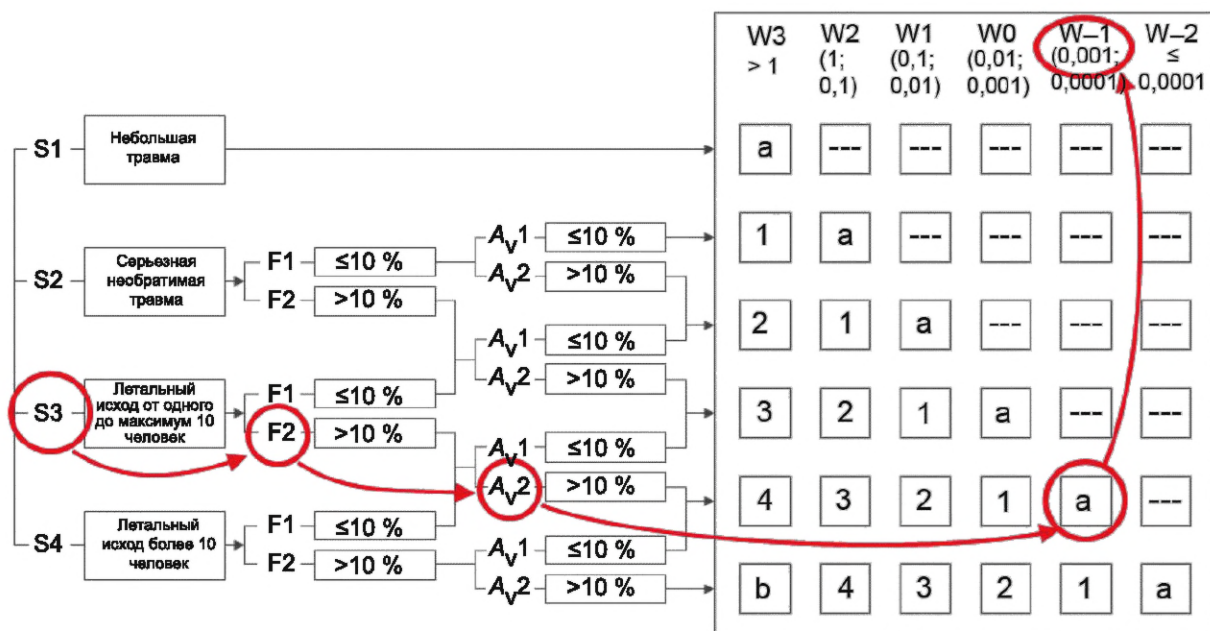 W3 W2 W1 W0 W–1 W–2
> 1 (1; (0,1; (0,01; (0,001; ≤
0,1) 0,01) 0,001) 0,0001) 0,0001
S1 Небольшая
травма
a --- --- --- --- ---
Av1 ≤10 %
1 a --- --- --- ---
S2 Серьезная
необратимая
травма
F1 ≤10 %
Av2 >10 %
F2 >10 %
2 1 a --- --- ---
Av1 ≤10 %
Av2 >10 %
S3 Летальный
исход от одного
до максимум 10
человек
F1 ≤10 %
F2 >10 %
3 2 1 a --- ---
Av1 ≤10 %
Av2 >10 %
4 3 2 1 a ---
S4 Летальный
исход более 10
человек
F1 ≤10 %
F2 >10 %
Av1 ≤10 %
Av2 >10 %
b 4 3 2 1 a